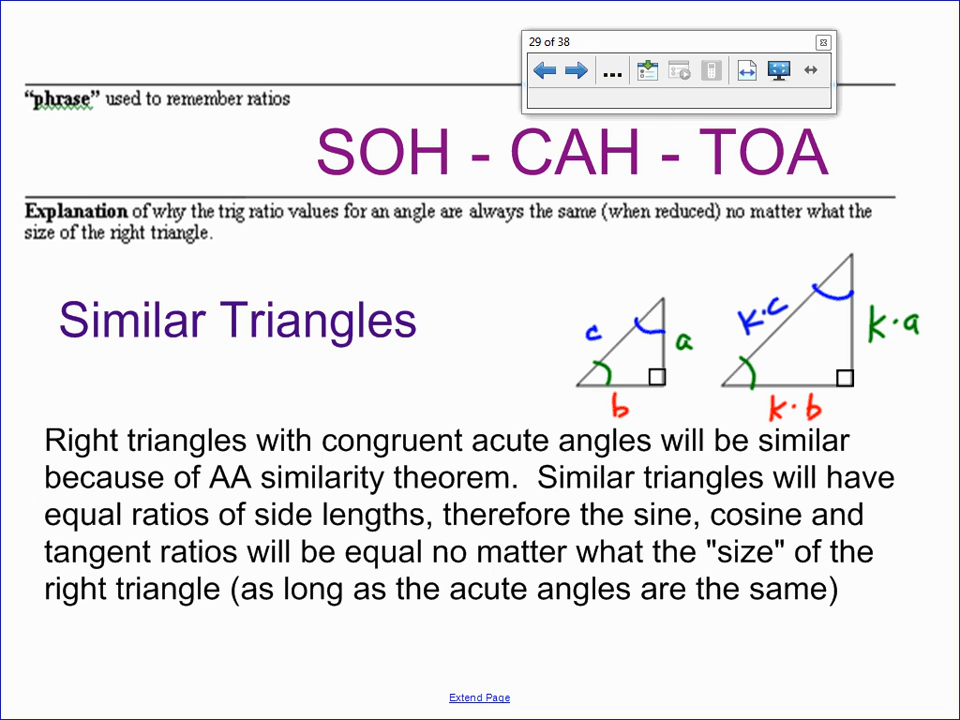 29 of 38
...
“phrase” used to remember ratios
SOH - CAH - TOA
Explanation of why the trig ratio values for an angle are always the same (when reduced) no matter what the
size of the right triangle.
Similar Triangles
c
a
b
k·c
k·a
k·b
Right triangles with congruent acute angles will be similar
because of AA similarity theorem.  Similar triangles will have
equal ratios of side lengths, therefore the sine, cosine and
tangent ratios will be equal no matter what the "size" of the
right triangle (as long as the acute angles are the same)
Extend Page